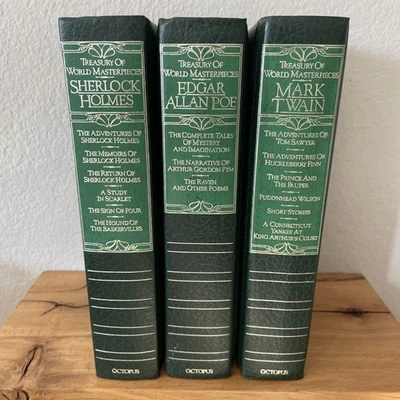 TREASURY OF
WORLD MASTERPIECES
SHERLOCK
HOLMES
THE ADVENTURES OF
SHERLOCK HOLMES
THE MEMOIRS OF
SHERLOCK HOLMES
THE RETURN OF
SHERLOCK HOLMES
A STUDY
IN SCARLET
THE SIGN OF FOUR
THE HOUND OF
THE BASKERVILLES
OCTOPUS
TREASURY OF
WORLD MASTERPIECES
EDGAR
ALLAN POE
THE COMPLETE TALES
OF MYSTERY
AND IMAGINATION
THE NARRATIVE OF
ARTHUR GORDON PYM
THE RAVEN
AND OTHER POEMS
OCTOPUS
TREASURY OF
WORLD MASTERPIECES
MARK
TWAIN
THE ADVENTURES OF
TOM SAWYER
THE ADVENTURES OF
HUCKLEBERRY FINN
THE PRINCE AND
THE PAUPER
PUDD'NHEAD WILSON
SHORT STORIES
A CONNECTICUT
YANKEE AT
KING ARTHUR'S COURT
OCTOPUS